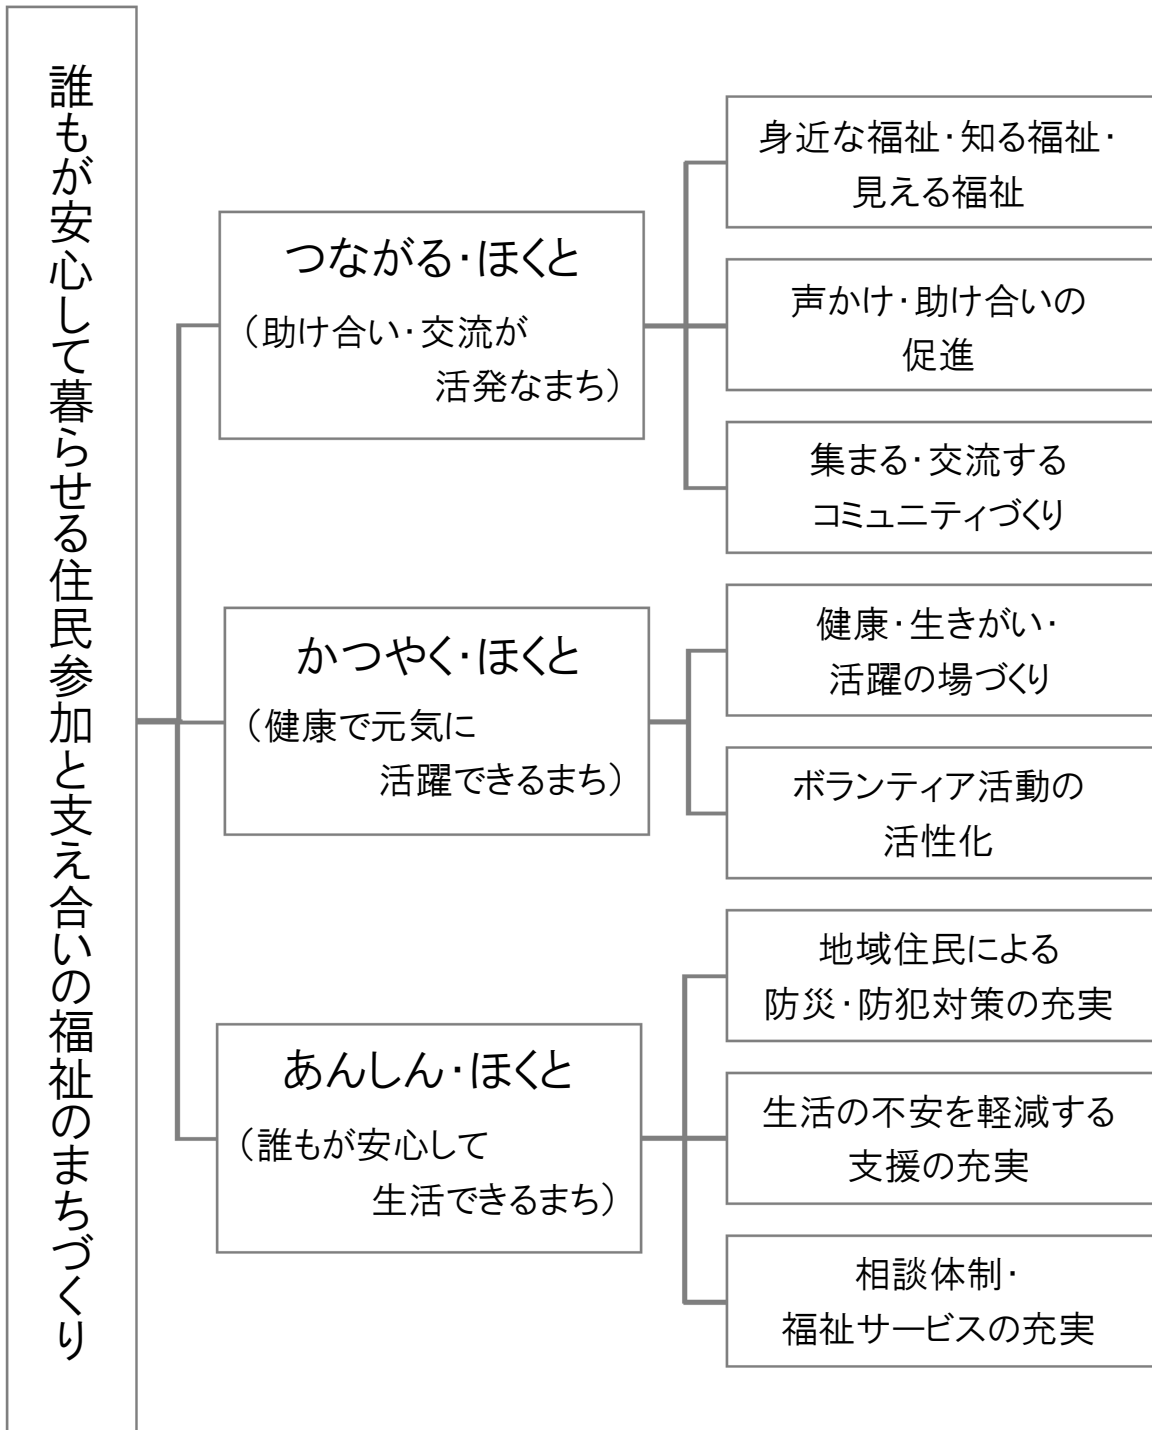 誰もが安心して暮らせる住民参加と支え合いの福祉のまちづくり
つながる・ほくと
（助け合い・交流が
活発なまち）
身近な福祉・知る福祉・
見える福祉
声かけ・助け合いの
促進
集まる・交流する
コミュニティづくり
かつやく・ほくと
（健康で元気に
活躍できるまち）
健康・生きがい・
活躍の場づくり
ボランティア活動の
活性化
あんしん・ほくと
（誰もが安心して
生活できるまち）
地域住民による
防災・防犯対策の充実
生活の不安を軽減する
支援の充実
相談体制・
福祉サービスの充実